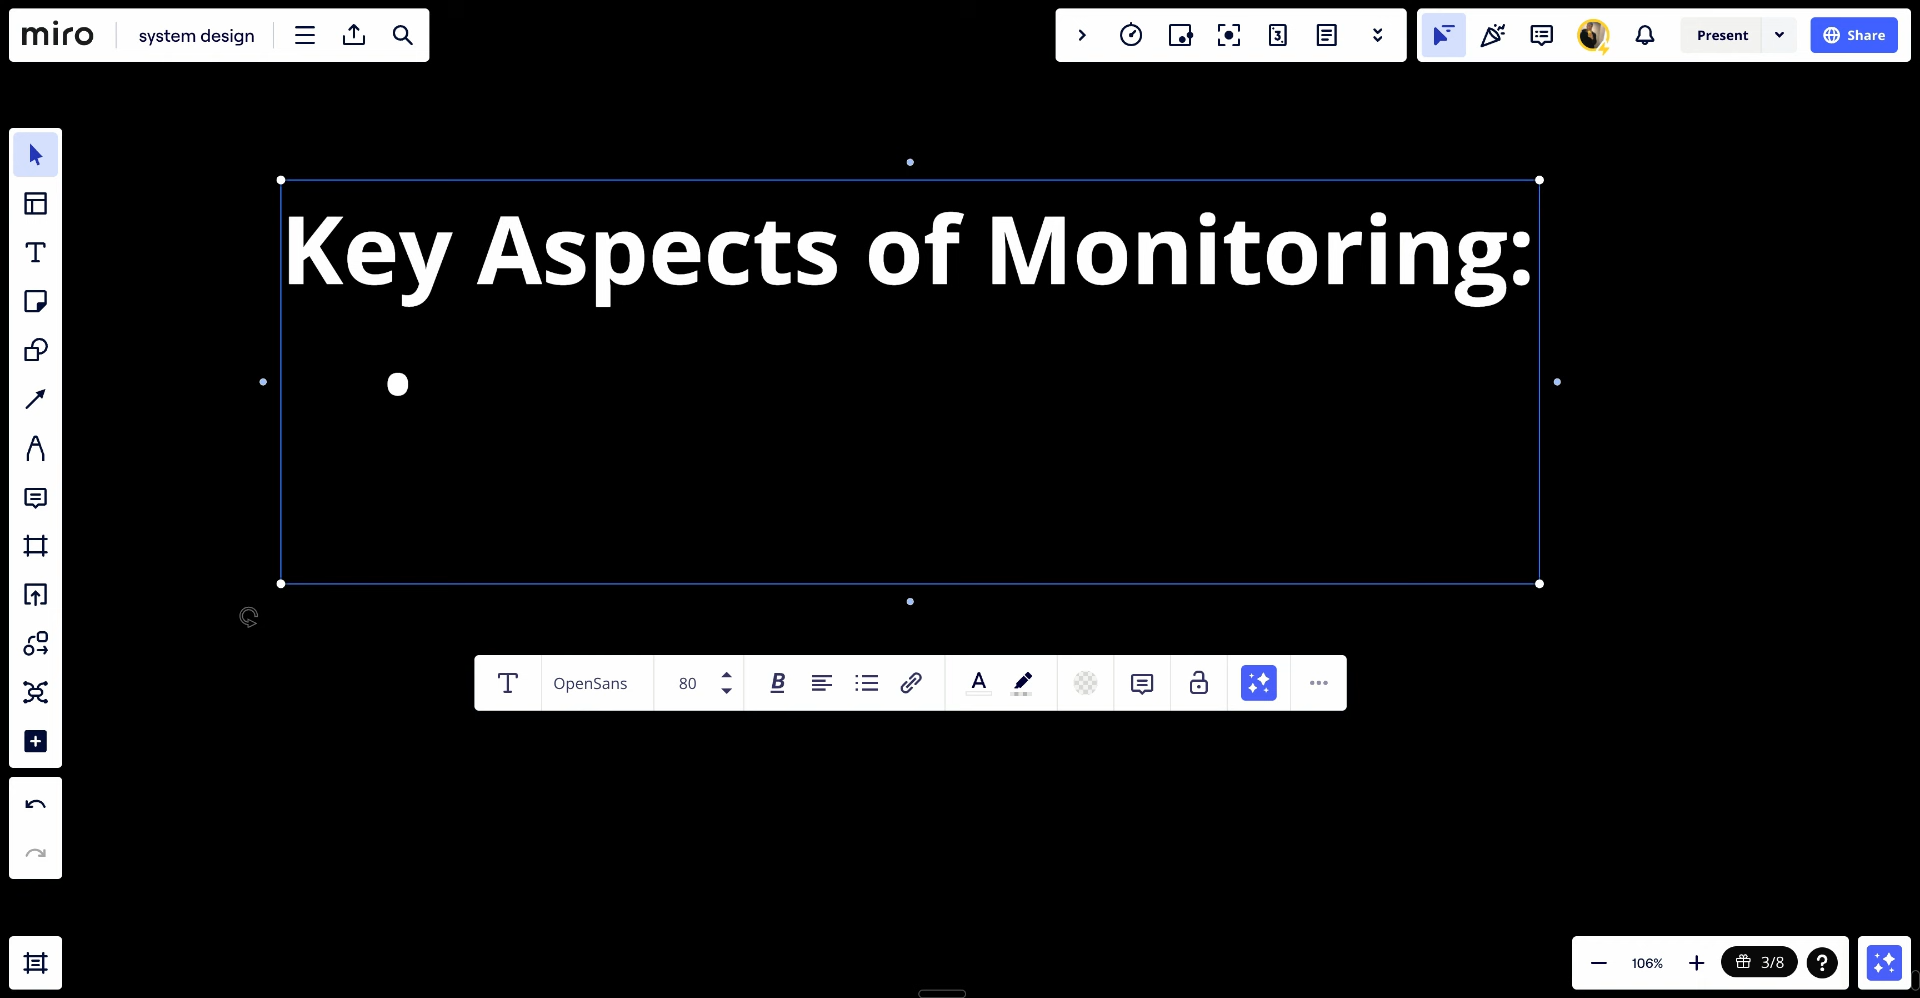 miro system design Present Share
Key Aspects of Monitoring:
•
OpenSans 80 B A
106% 3/8 ?